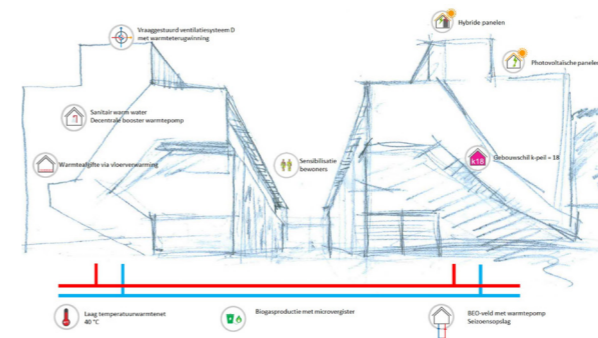 Vraaggestuurd ventilatiesysteem D
met warmteterugwinning
Hybride panelen
Photovoltaïsche panelen
Sanitair warm water
Decentrale booster warmtepomp
Warmteafgifte via vloerverwarming
Sensibilisatie
bewoners
k18
Gebouwschil k-peil = 18
Laag temperatuurwarmtenet
40 °C
Biogasproductie met microvergister
BEO-veld met warmtepomp
Seizoensopslag